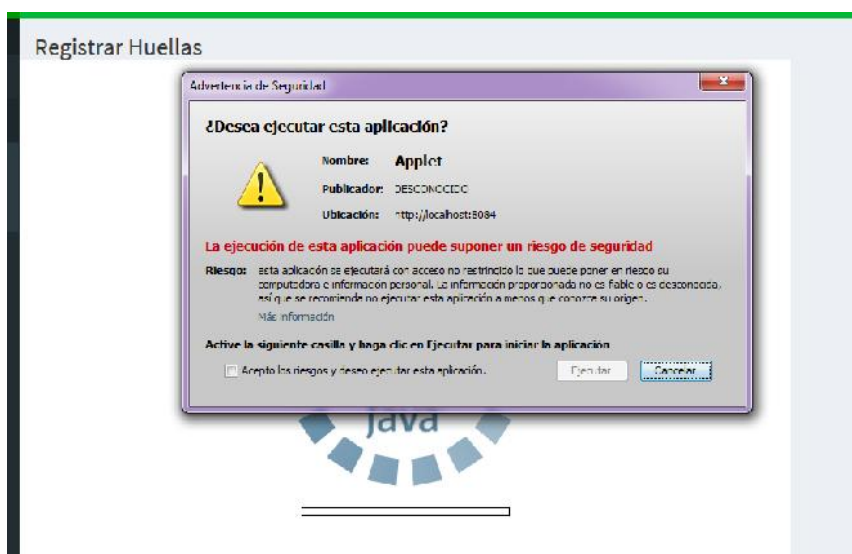 Registrar Huellas
Advertencia de Seguridad
¿Desea ejecutar esta aplicación?
Nombre: Applet
Publicador: DESCONOCIDO
Ubicación: http://localhost:8084
La ejecución de esta aplicación puede suponer un riesgo de seguridad
Riesgo: esta aplicación se ejecutará con acceso no restringido lo que puede poner en riesgo su
computadora e información personal. La información proporcionada no es fiable o es desconocida,
así que se recomienda no ejecutar esta aplicación a menos que conozca su origen.
Más información
Active la siguiente casilla y haga clic en Ejecutar para iniciar la aplicación
Acepto los riesgos y deseo ejecutar esta aplicación.
Ejecutar
Cancelar
java